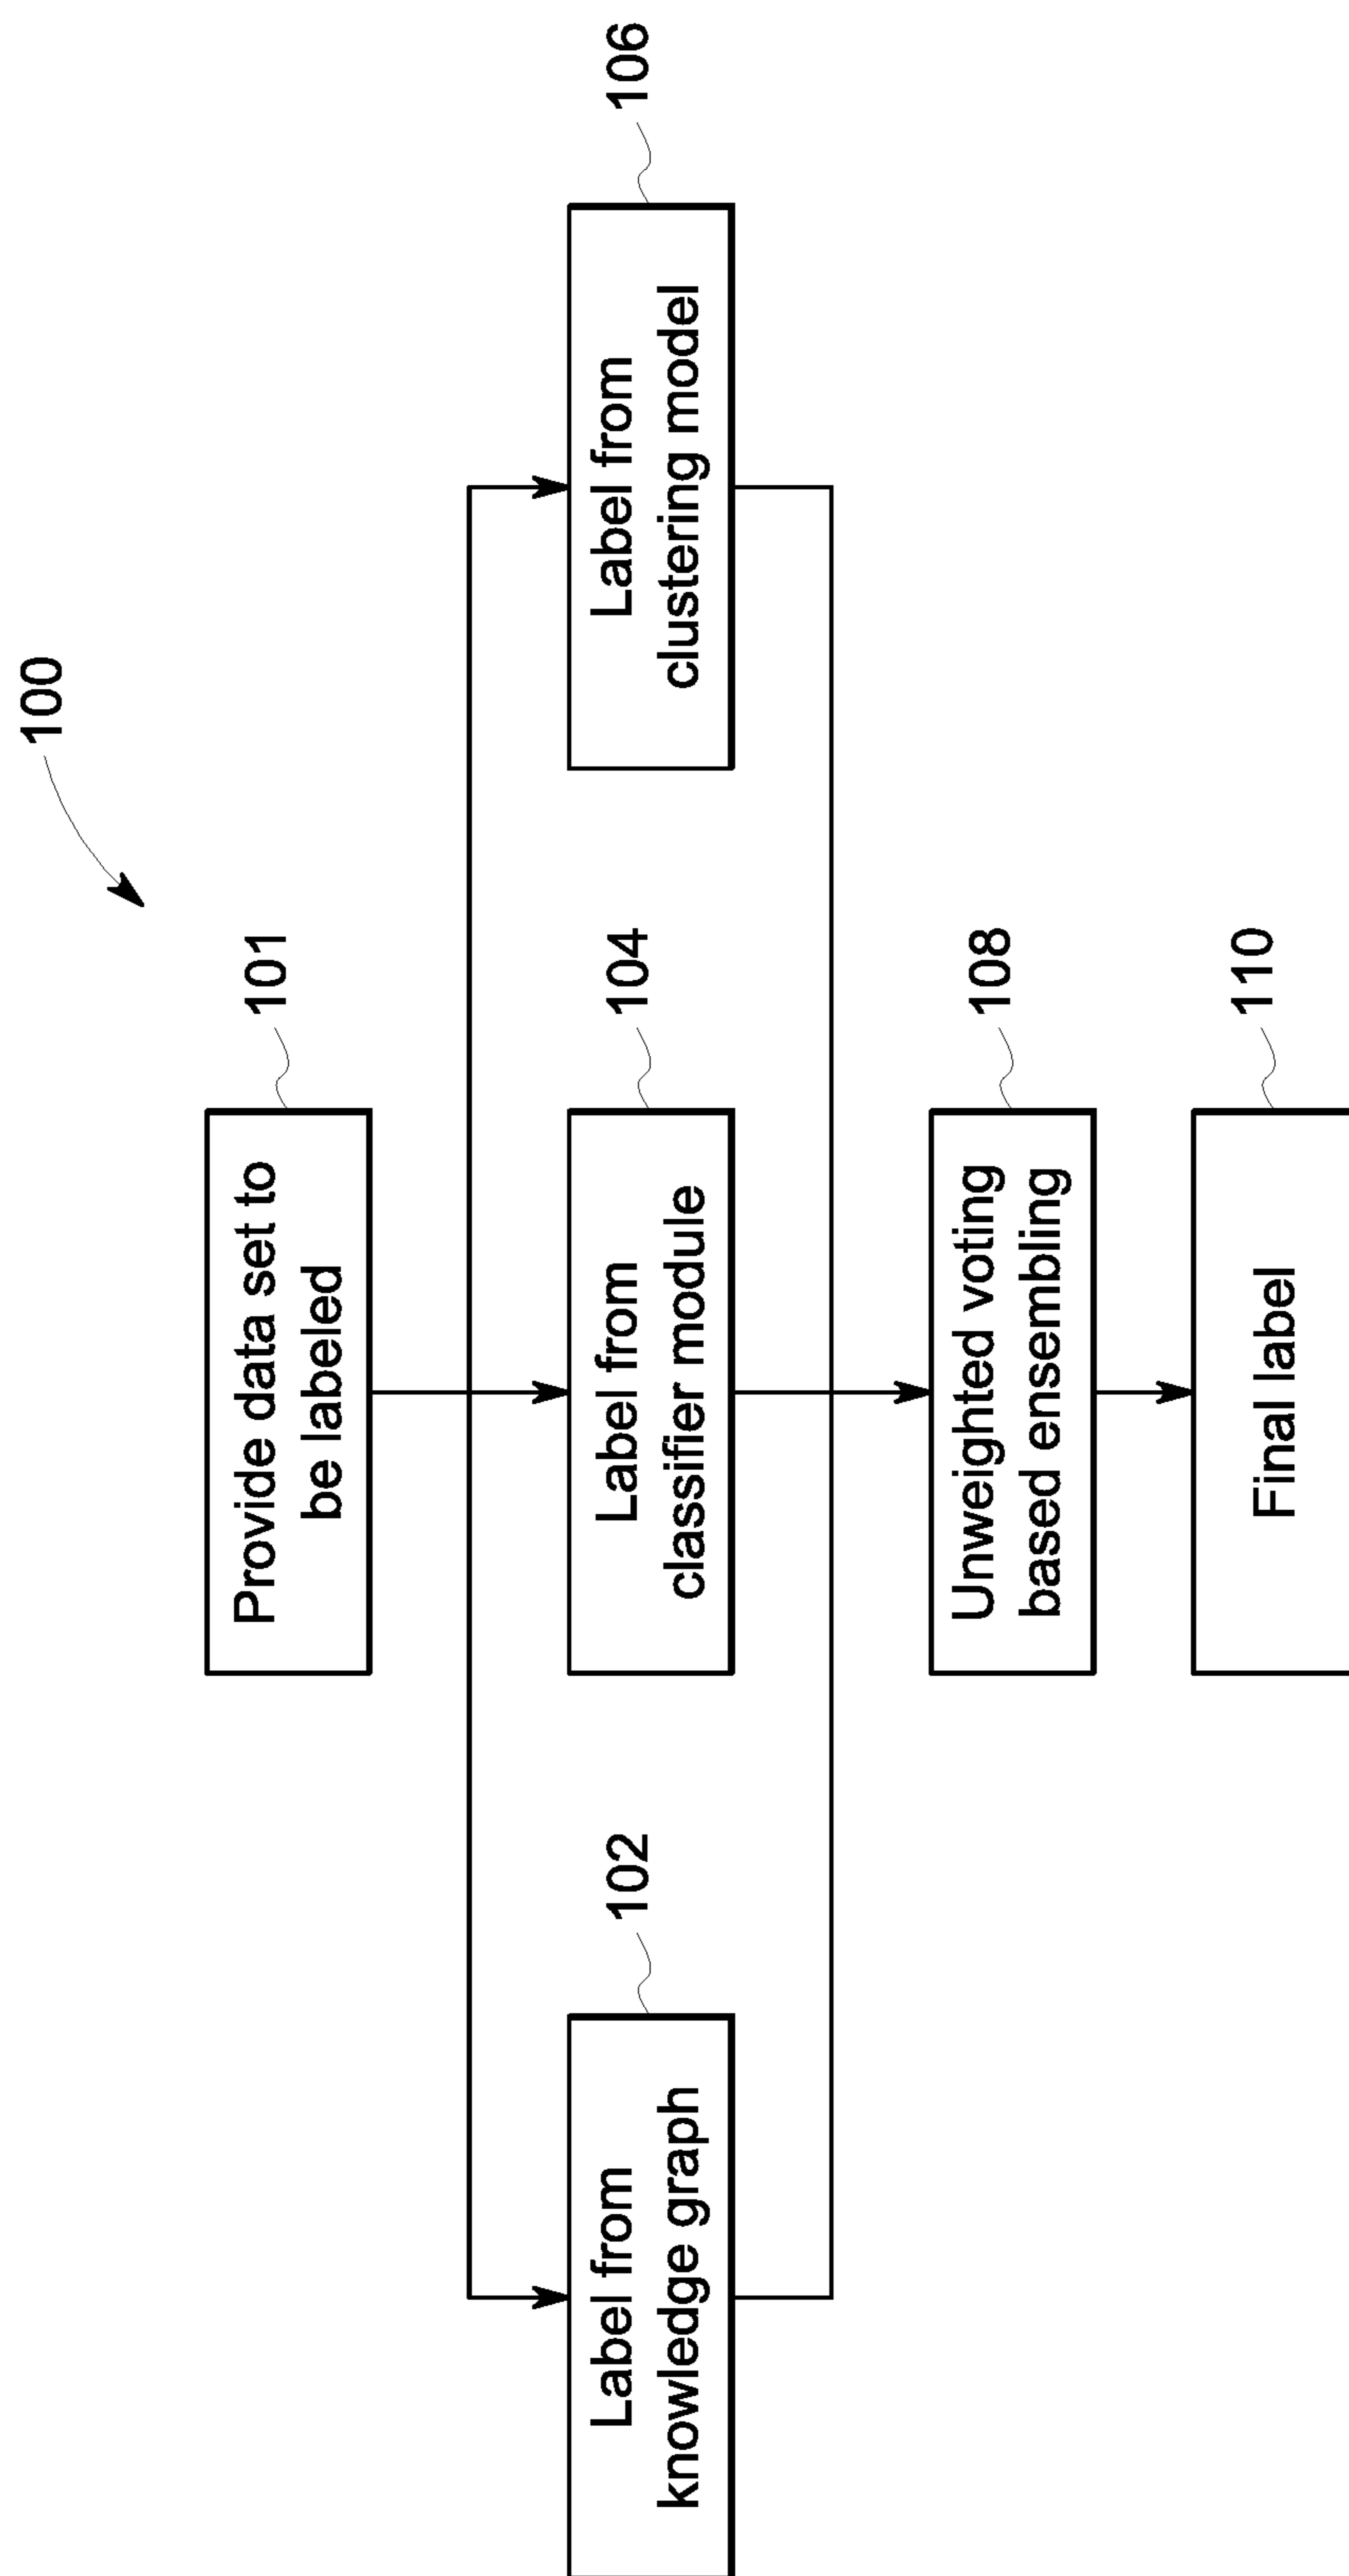 100
101
Provide data set to
be labeled
102
Label from
knowledge graph
104
Label from
classifier module
106
Label from
clustering model
108
Unweighted voting
based ensembling
110
Final label